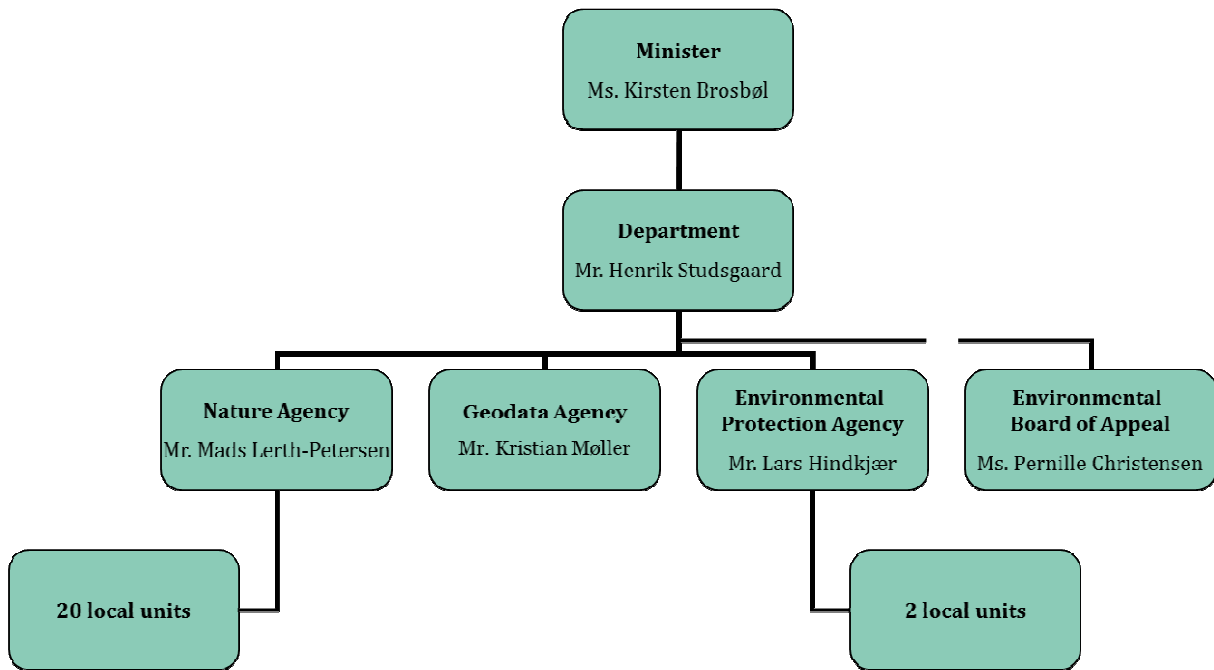 Minister
Ms. Kirsten Brosbøl
Department
Mr. Henrik Studsgaard
Nature Agency
Mr. Mads Lerth-Petersen
Geodata Agency
Mr. Kristian Møller
Environmental
Protection Agency
Mr. Lars Hindkjær
Environmental
Board of Appeal
Ms. Pernille Christensen
20 local units
2 local units